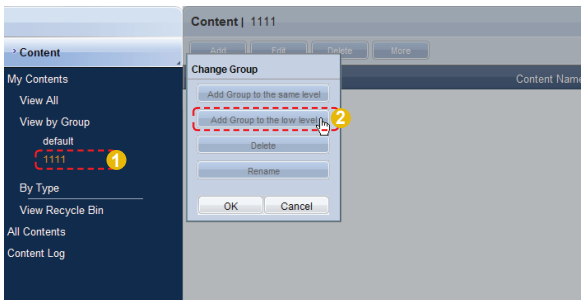 Content | 1111
› Content
Add Edit Delete More
Change Group
My Contents
Content Name
Add Group to the same level
View All
View by Group
Add Group to the low level
2
default
Delete
1111
1
Rename
By Type
View Recycle Bin
OK Cancel
All Contents
Content Log